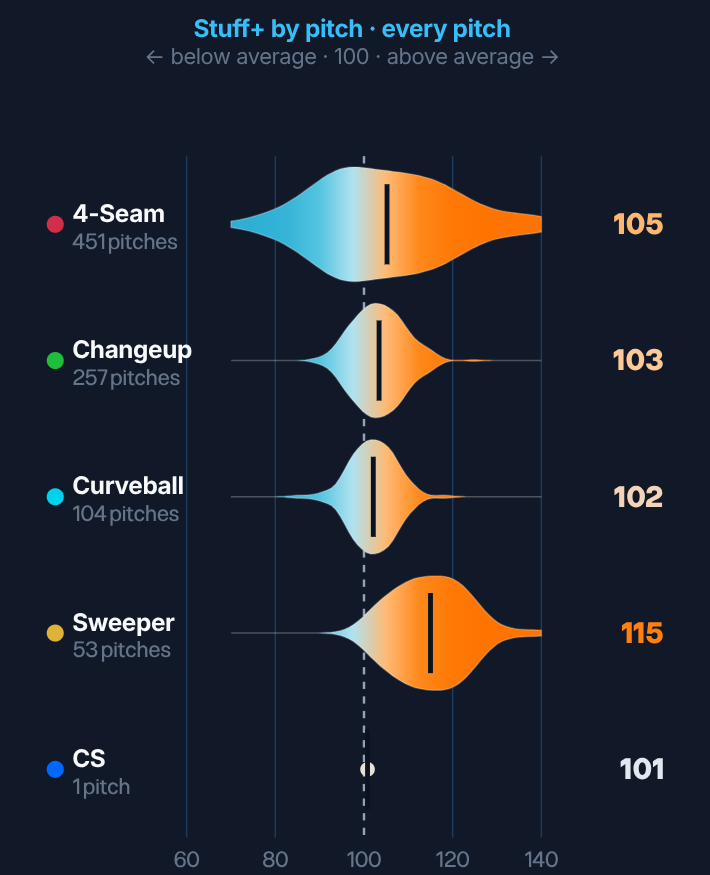 Stuff+ by pitch · every pitch
← below average · 100 · above average →
4-Seam
451 pitches
105
Changeup
257 pitches
103
Curveball
104 pitches
102
Sweeper
53 pitches
115
CS
1 pitch
101
60 80 100 120 140